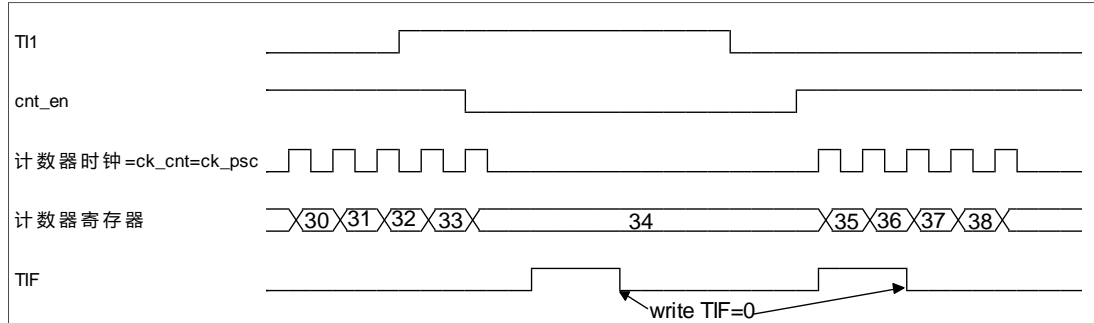 TI1
cnt_en
计数器时钟=ck_cnt=ck_psc
计数器寄存器 30 31 32 33 34 35 36 37 38
TIF
write TIF=0